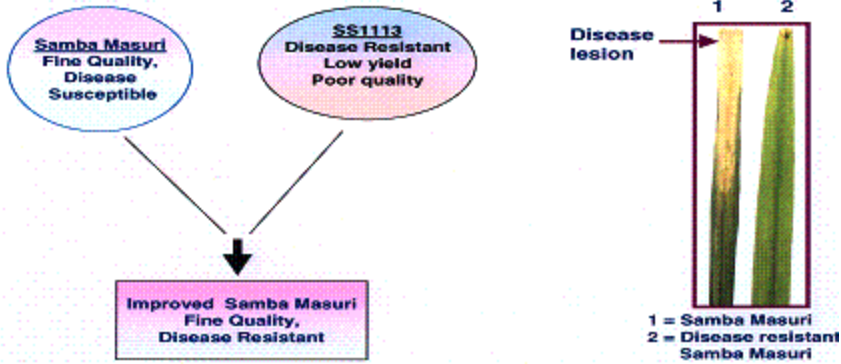 Samba Masuri
Fine Quality,
Disease
Susceptible
SS1113
Disease Resistant
Low yield
Poor quality
Improved Samba Masuri
Fine Quality,
Disease Resistant
1 2
Disease
lesion
1 = Samba Masuri
2 = Disease resistant
Samba Masuri